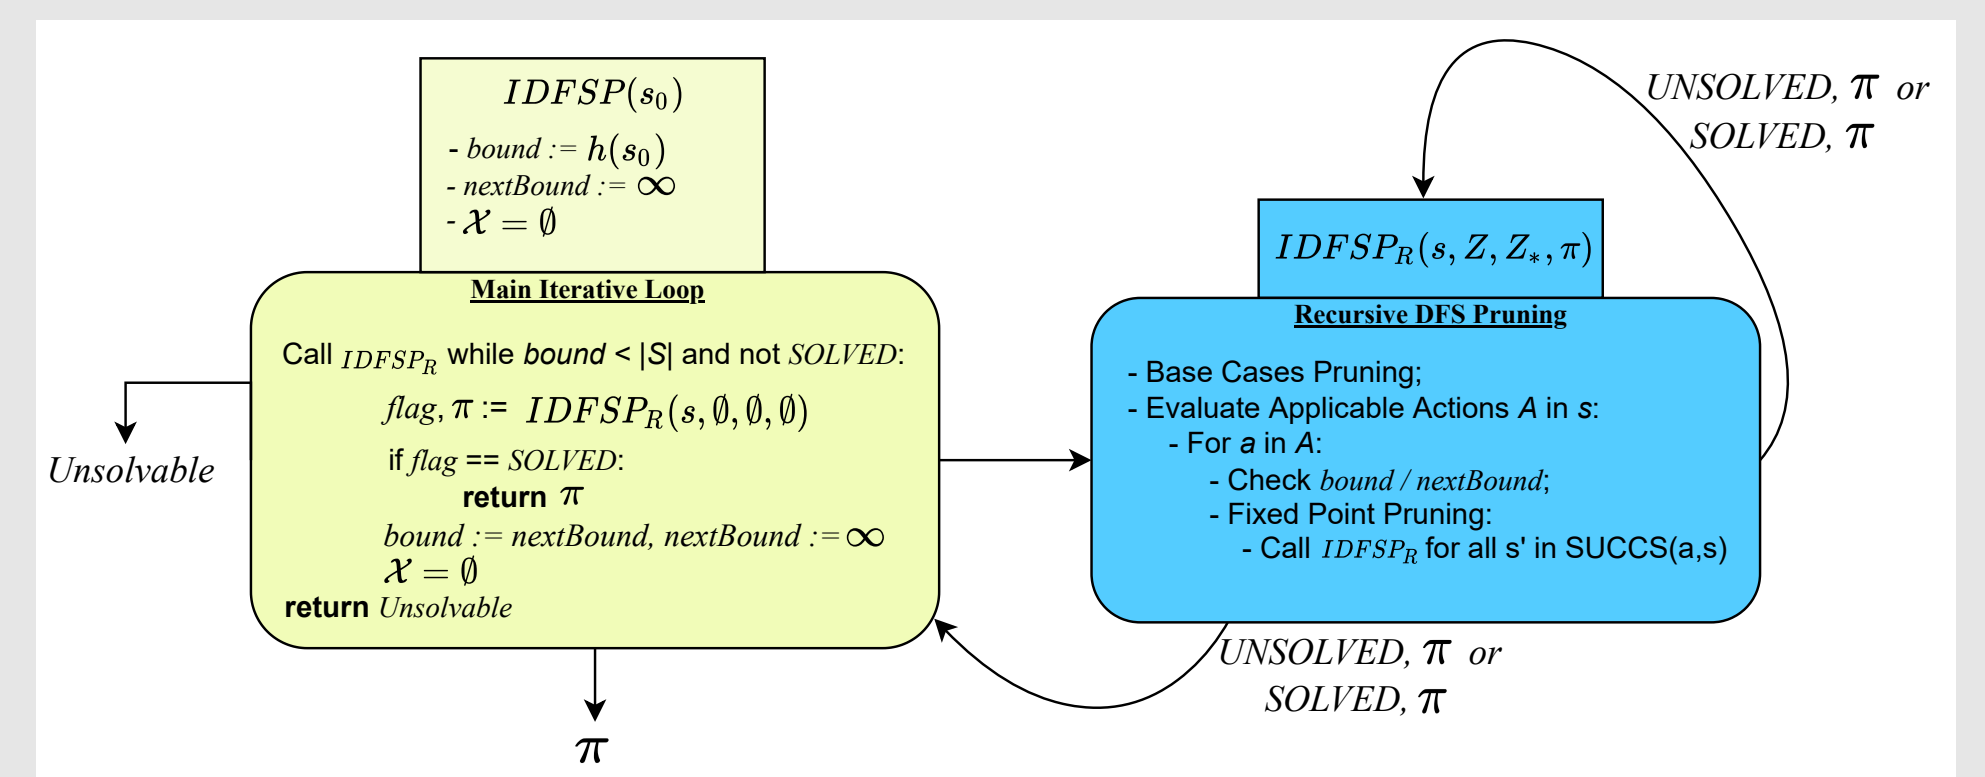 IDFSP(s₀)
- bound := h(s₀)
- nextBound := ∞
- 𝒳 = ∅
Main Iterative Loop
Call IDFSP_R while bound < |S| and not SOLVED:
flag, π := IDFSP_R(s, ∅, ∅, ∅)
if flag == SOLVED:
return π
bound := nextBound, nextBound := ∞
𝒳 = ∅
return Unsolvable
Unsolvable
π
IDFSP_R(s, Z, Z_*, π)
Recursive DFS Pruning
- Base Cases Pruning;
- Evaluate Applicable Actions A in s:
- For a in A:
- Check bound / nextBound;
- Fixed Point Pruning:
- Call IDFSP_R for all s' in SUCCS(a,s)
UNSOLVED, π or
SOLVED, π
UNSOLVED, π or
SOLVED, π